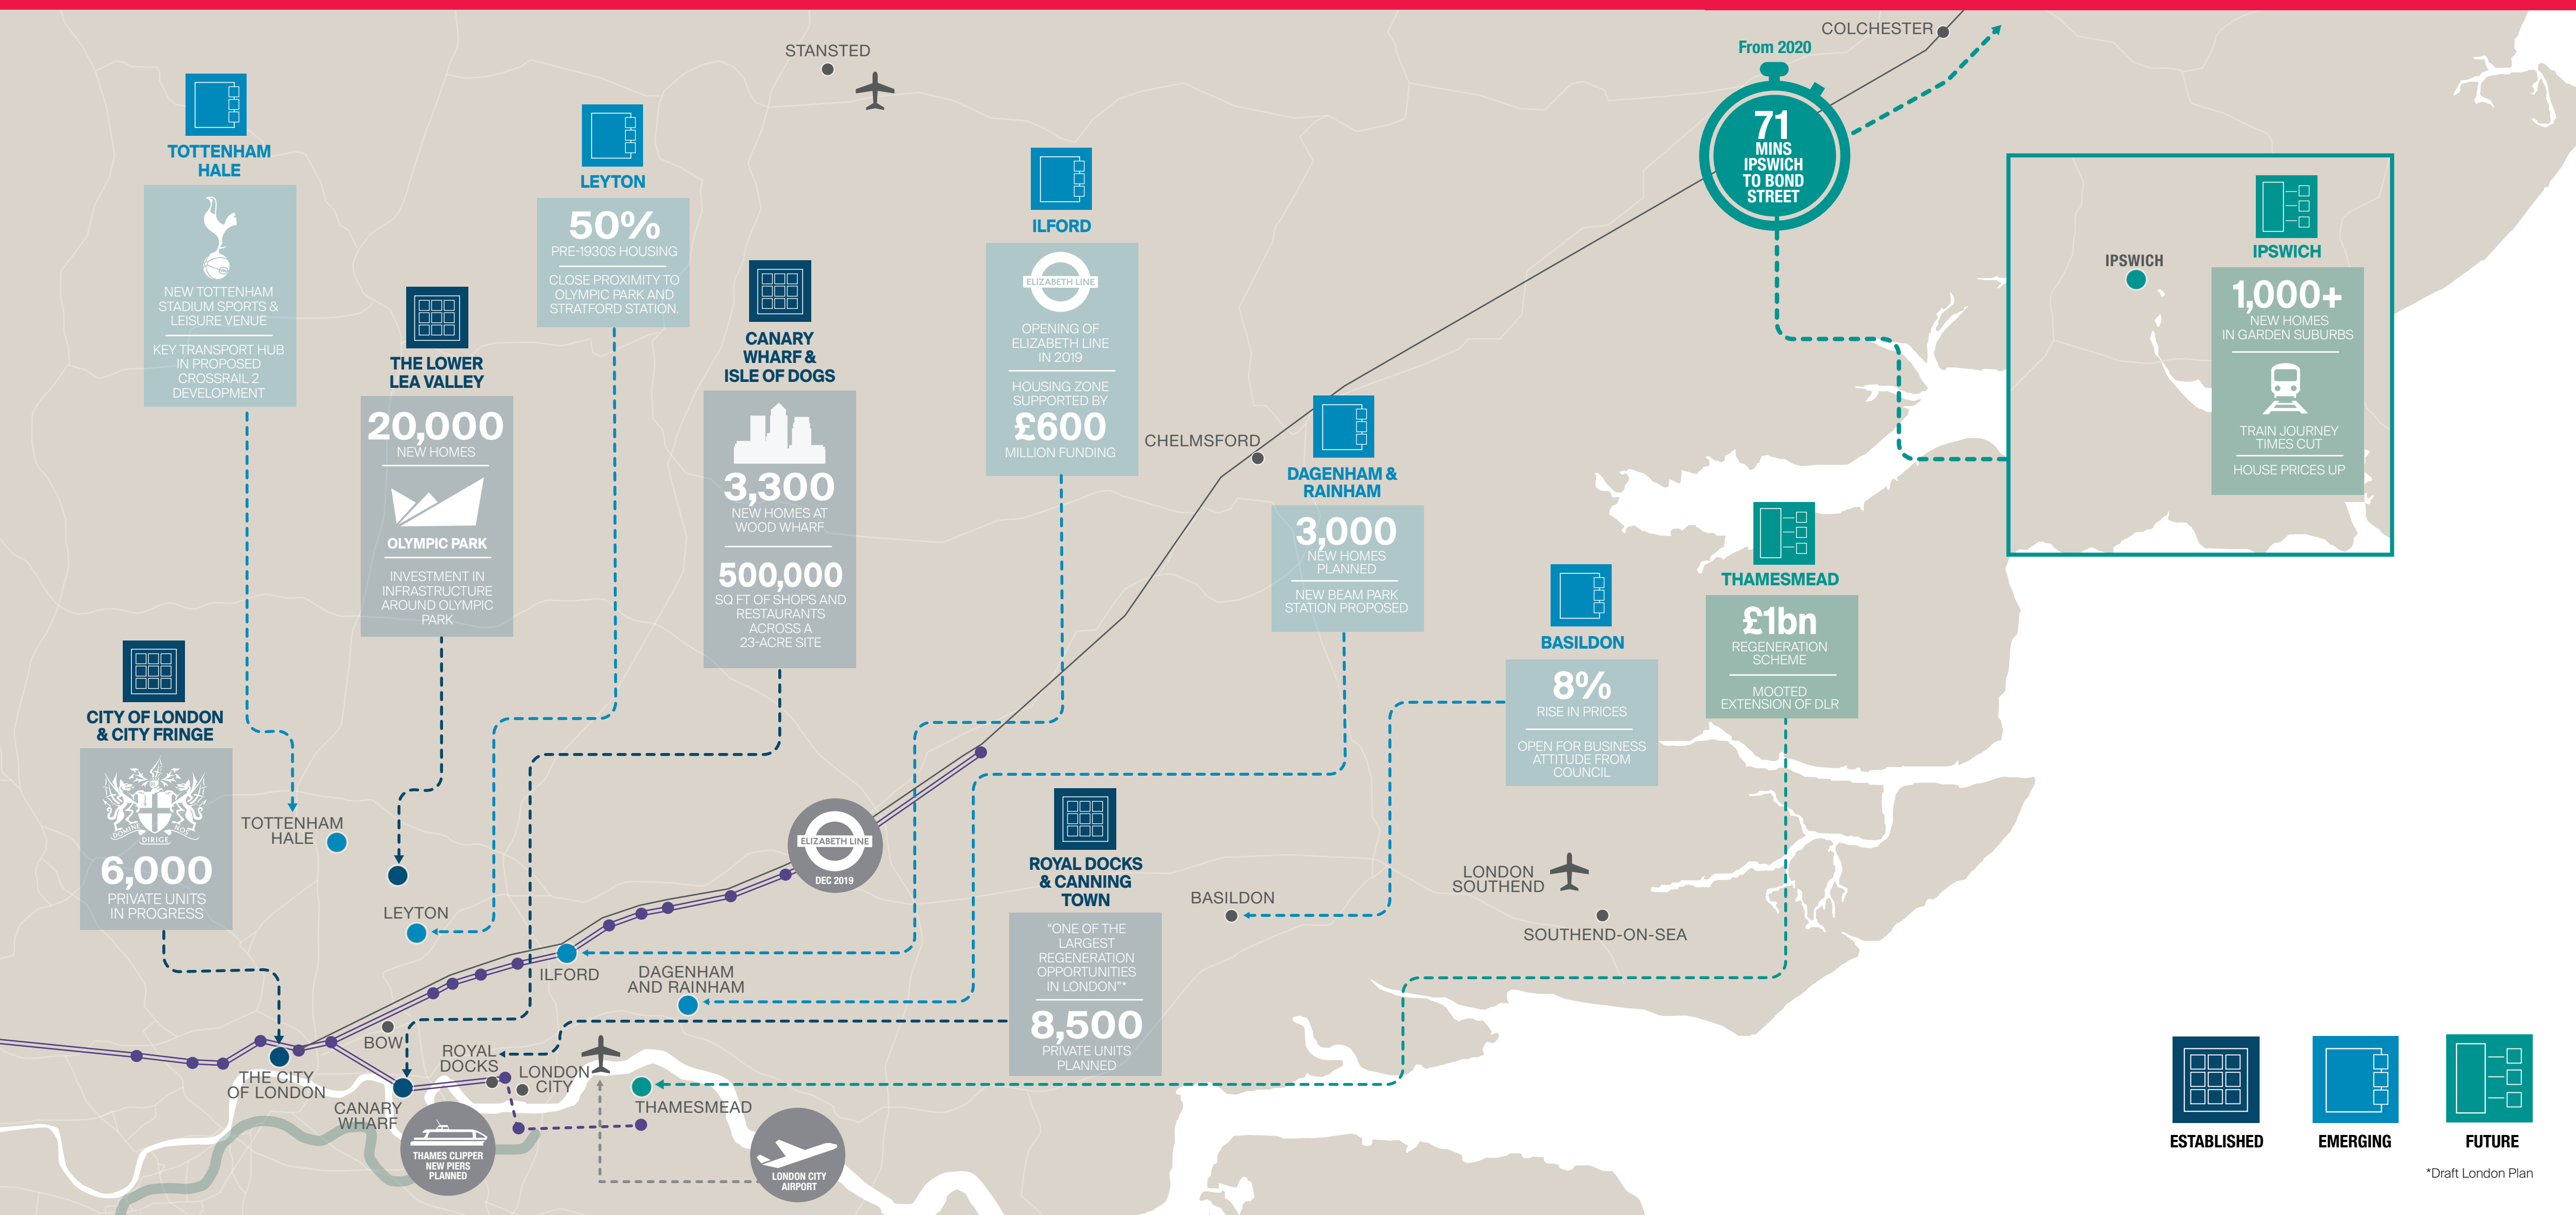 STANSTED
COLCHESTER
From 2020
71
MINS
IPSWICH
TO BOND
STREET
TOTTENHAM
HALE
NEW TOTTENHAM
STADIUM SPORTS &
LEISURE VENUE
KEY TRANSPORT HUB
IN PROPOSED
CROSSRAIL 2
DEVELOPMENT
THE LOWER
LEA VALLEY
20,000
NEW HOMES
OLYMPIC PARK
INVESTMENT IN
INFRASTRUCTURE
AROUND OLYMPIC
PARK
LEYTON
50%
PRE-1930S HOUSING
CLOSE PROXIMITY TO
OLYMPIC PARK AND
STRATFORD STATION.
CANARY
WHARF &
ISLE OF DOGS
3,300
NEW HOMES AT
WOOD WHARF
500,000
SQ FT OF SHOPS AND
RESTAURANTS
ACROSS A
23-ACRE SITE
ILFORD
ELIZABETH LINE
OPENING OF
ELIZABETH LINE
IN 2019
HOUSING ZONE
SUPPORTED BY
£600
MILLION FUNDING
CHELMSFORD
DAGENHAM &
RAINHAM
3,000
NEW HOMES
PLANNED
NEW BEAM PARK
STATION PROPOSED
BASILDON
8%
RISE IN PRICES
OPEN FOR BUSINESS
ATTITUDE FROM
COUNCIL
THAMESMEAD
£1bn
REGENERATION
SCHEME
MOOTED
EXTENSION OF DLR
IPSWICH
IPSWICH
1,000+
NEW HOMES
IN GARDEN SUBURBS
TRAIN JOURNEY
TIMES CUT
HOUSE PRICES UP
CITY OF LONDON
& CITY FRINGE
DOMINE NOS
DIRIGE
6,000
PRIVATE UNITS
IN PROGRESS
TOTTENHAM
HALE
LEYTON
ELIZABETH LINE
DEC 2019
ROYAL DOCKS
& CANNING
TOWN
"ONE OF THE
LARGEST
REGENERATION
OPPORTUNITIES
IN LONDON"*
8,500
PRIVATE UNITS
PLANNED
BASILDON
LONDON
SOUTHEND
SOUTHEND-ON-SEA
ILFORD
DAGENHAM
AND RAINHAM
BOW
ROYAL
DOCKS
LONDON
CITY
THE CITY
OF LONDON
CANARY
WHARF
THAMESMEAD
THAMES CLIPPER
NEW PIERS
PLANNED
LONDON CITY
AIRPORT
ESTABLISHED
EMERGING
FUTURE
*Draft London Plan